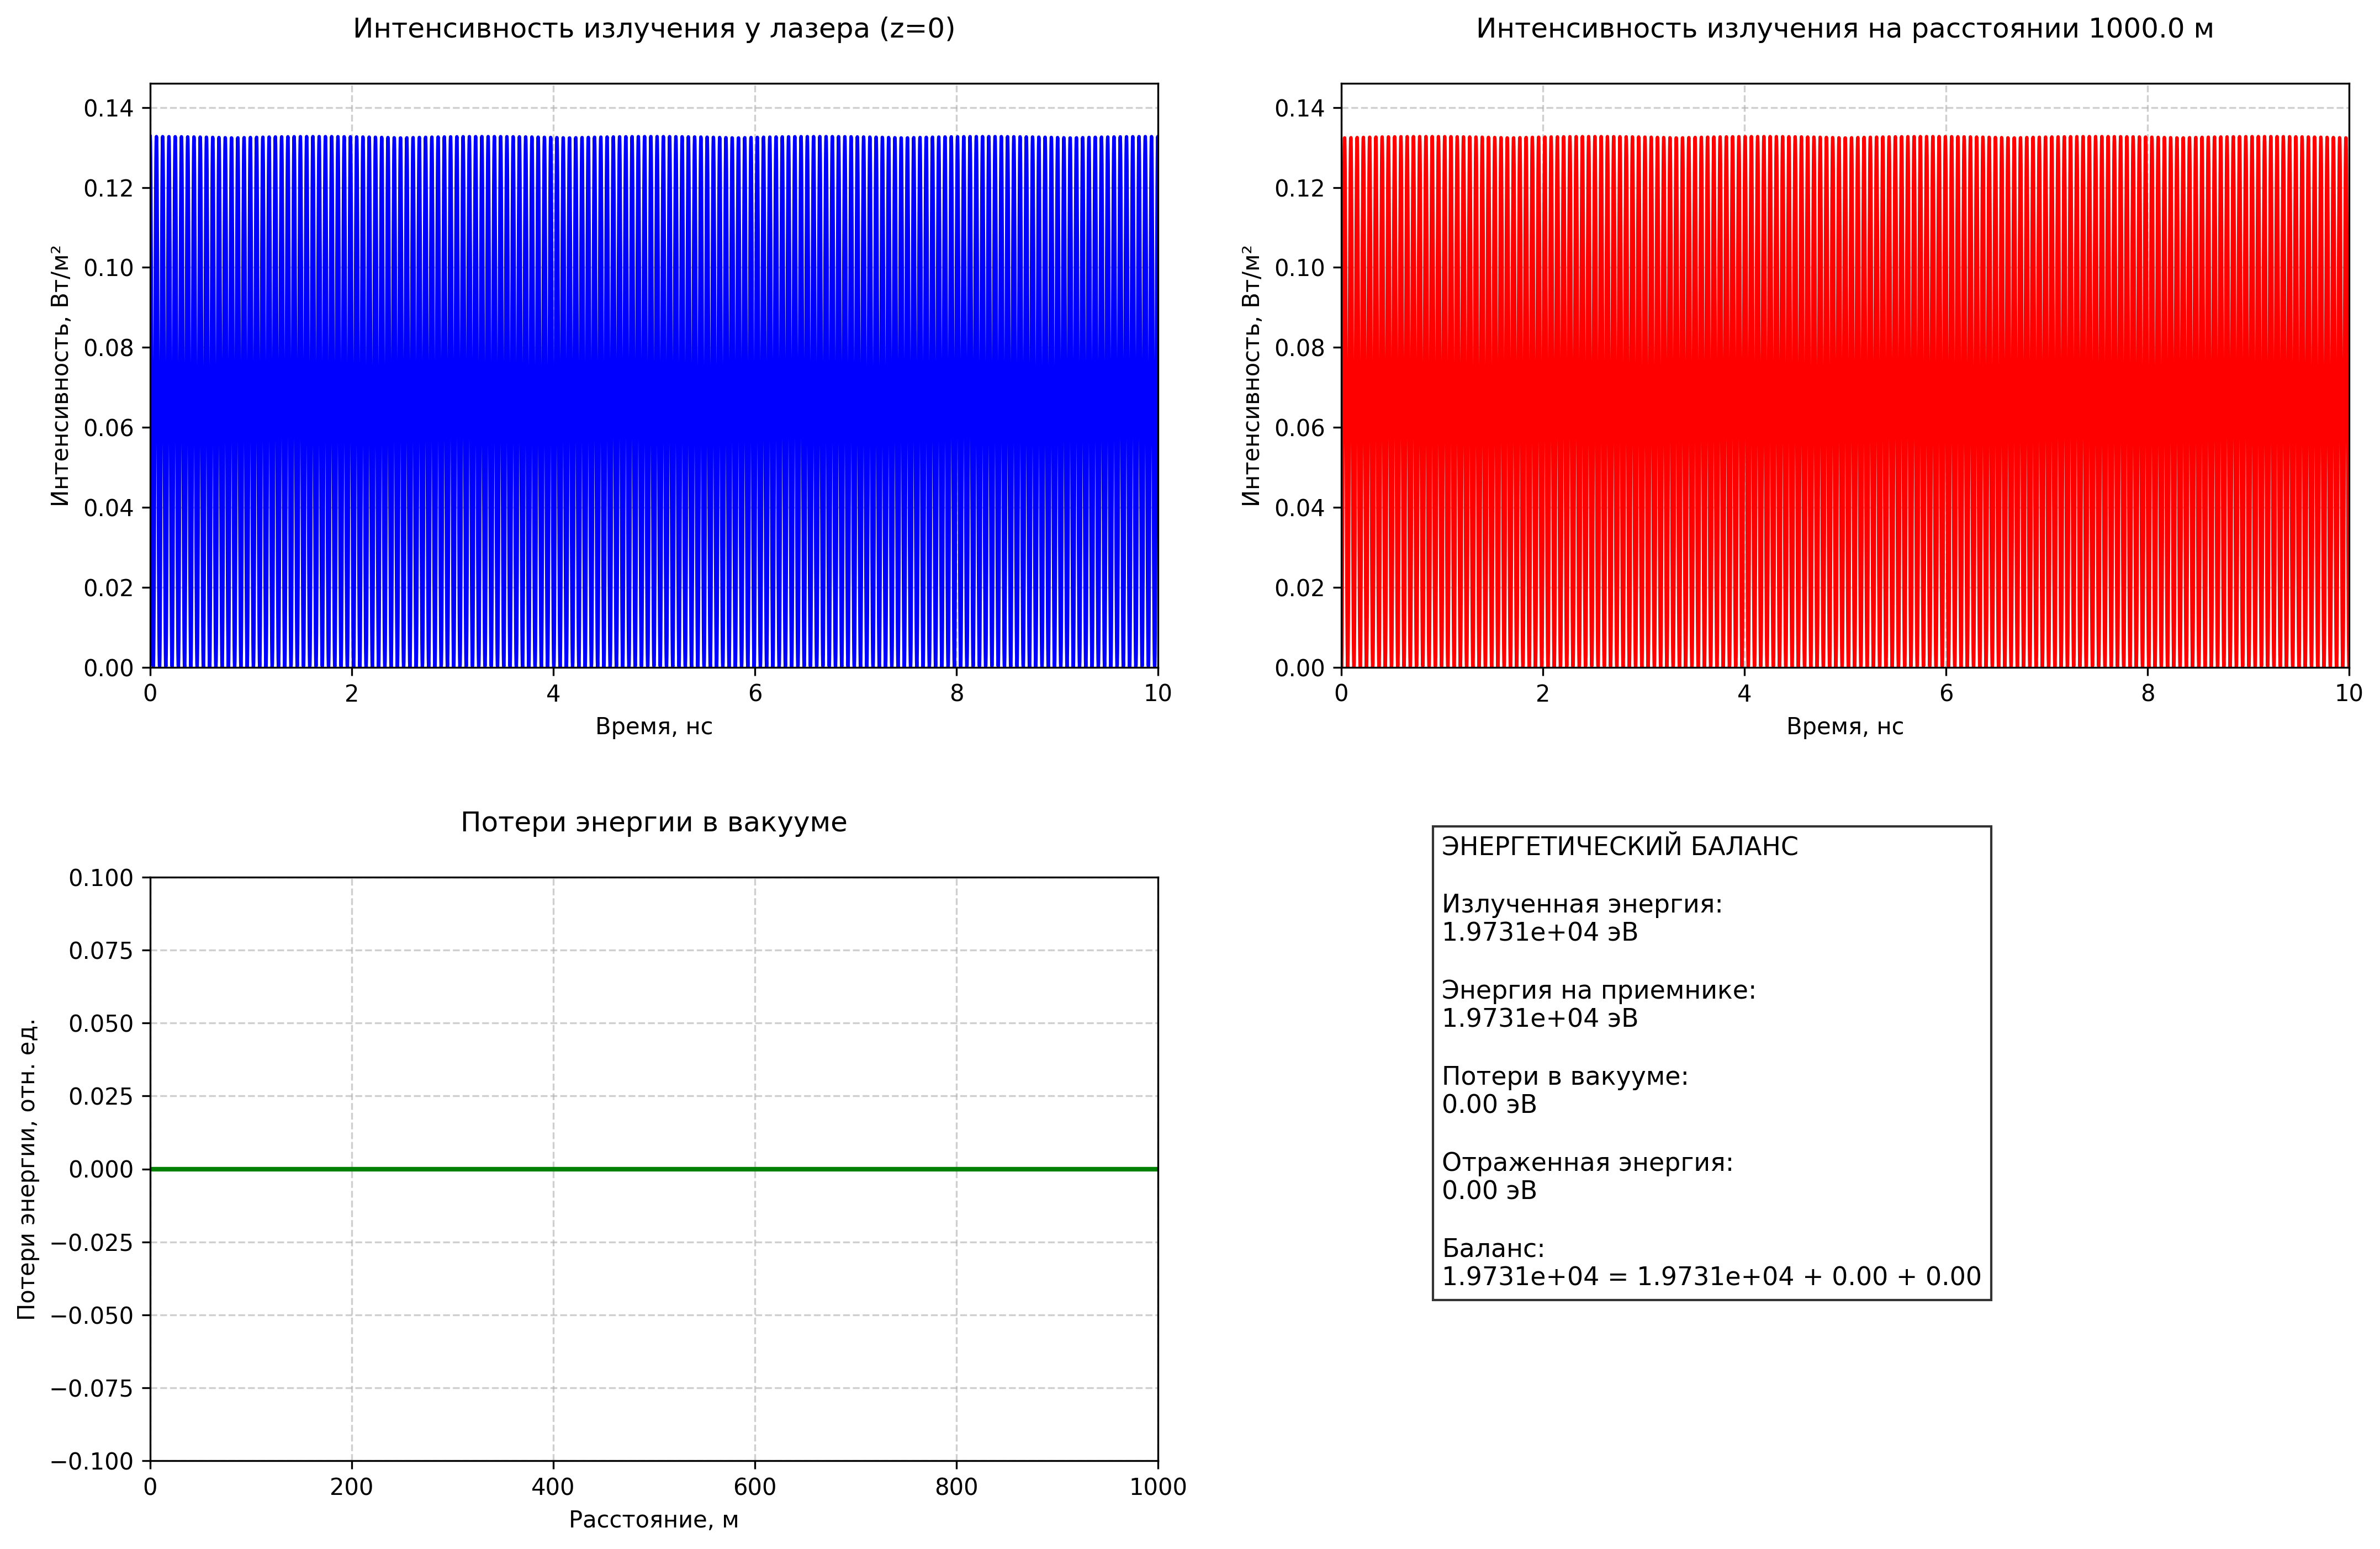 Интенсивность излучения у лазера (z=0)
Интенсивность, Вт/м²
0.14
0.12
0.10
0.08
0.06
0.04
0.02
0.00
0 2 4 6 8 10
Время, нс
Интенсивность излучения на расстоянии 1000.0 м
Интенсивность, Вт/м²
0.14
0.12
0.10
0.08
0.06
0.04
0.02
0.00
0 2 4 6 8 10
Время, нс
Потери энергии в вакууме
Потери энергии, отн. ед.
0.100
0.075
0.050
0.025
0.000
−0.025
−0.050
−0.075
−0.100
0 200 400 600 800 1000
Расстояние, м
ЭНЕРГЕТИЧЕСКИЙ БАЛАНС
Излученная энергия:
1.9731e+04 эВ
Энергия на приемнике:
1.9731e+04 эВ
Потери в вакууме:
0.00 эВ
Отраженная энергия:
0.00 эВ
Баланс:
1.9731e+04 = 1.9731e+04 + 0.00 + 0.00